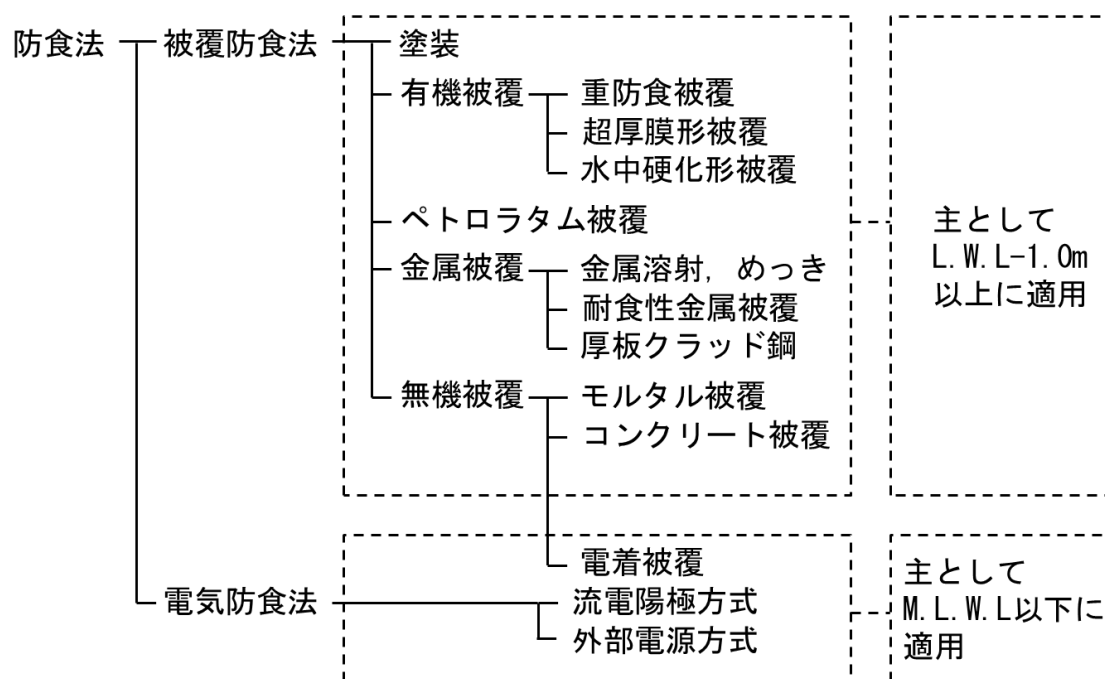 防食法
被覆防食法
塗装
有機被覆
重防食被覆
超厚膜形被覆
水中硬化形被覆
ペトロラタム被覆
金属被覆
金属溶射, めっき
耐食性金属被覆
厚板クラッド鋼
無機被覆
モルタル被覆
コンクリート被覆
主として
L.W.L-1.0m
以上に適用
電着被覆
電気防食法
流電陽極方式
外部電源方式
主として
M.L.W.L以下に
適用